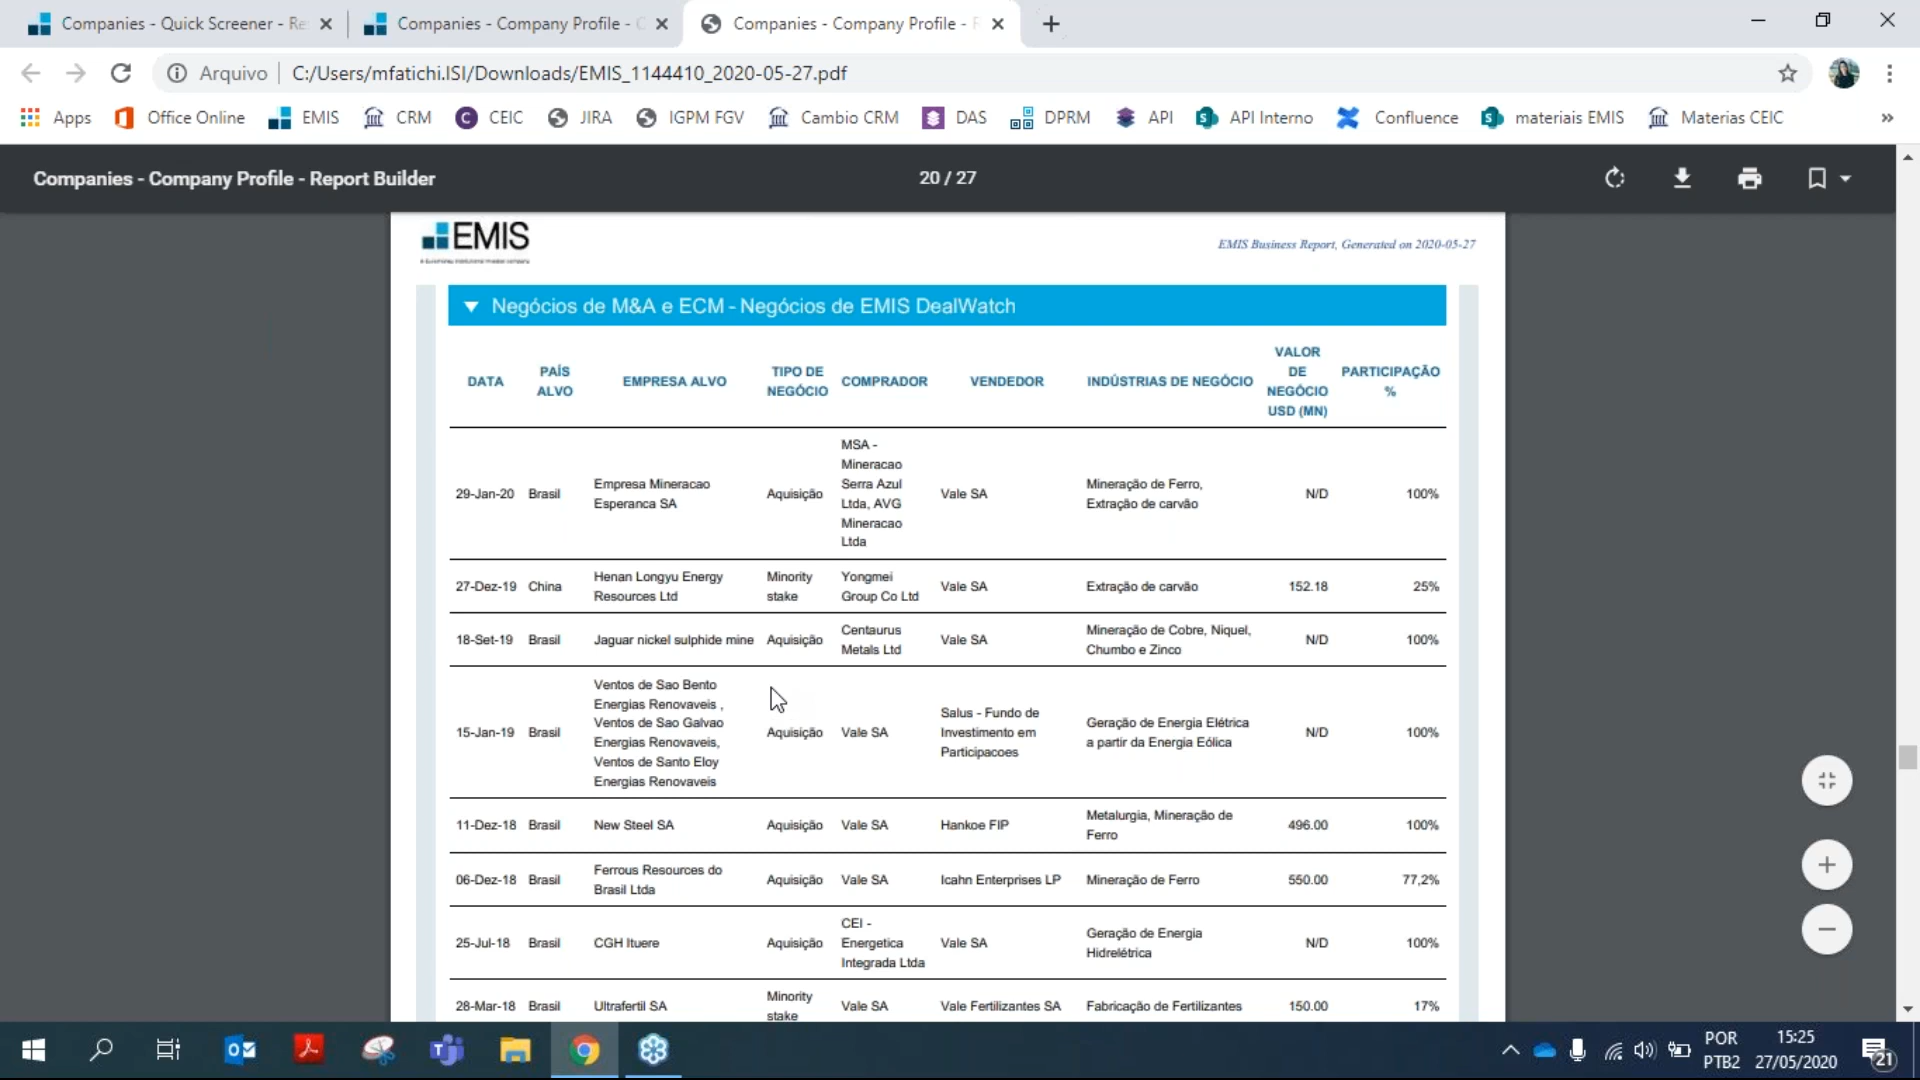 Companies - Quick Screener - Re
Companies - Company Profile - C
Companies - Company Profile - R
Arquivo
C:/Users/mfatichi.ISI/Downloads/EMIS_1144410_2020-05-27.pdf
Apps
Office Online
EMIS
CRM
C CEIC
JIRA
IGPM FGV
Cambio CRM
DAS
DPRM
API
S API Interno
Confluence
S materiais EMIS
Materias CEIC
»
Companies - Company Profile - Report Builder
20 / 27
EMIS
EMIS Business Report, Generated on 2020-05-27
Negócios de M&A e ECM - Negócios de EMIS DealWatch
DATA
PAÍS
ALVO
EMPRESA ALVO
TIPO DE
NEGÓCIO
COMPRADOR
VENDEDOR
INDÚSTRIAS DE NEGÓCIO
VALOR
DE
NEGÓCIO
USD (MN)
PARTICIPAÇÃO
%
29-Jan-20
Brasil
Empresa Mineracao
Esperanca SA
Aquisição
MSA -
Mineracao
Serra Azul
Ltda, AVG
Mineracao
Ltda
Vale SA
Mineração de Ferro,
Extração de carvão
N/D
100%
27-Dez-19
China
Henan Longyu Energy
Resources Ltd
Minority
stake
Yongmei
Group Co Ltd
Vale SA
Extração de carvão
152.18
25%
18-Set-19
Brasil
Jaguar nickel sulphide mine
Aquisição
Centaurus
Metals Ltd
Vale SA
Mineração de Cobre, Niquel,
Chumbo e Zinco
N/D
100%
15-Jan-19
Brasil
Ventos de Sao Bento
Energias Renovaveis ,
Ventos de Sao Galvao
Energias Renovaveis,
Ventos de Santo Eloy
Energias Renovaveis
Aquisição
Vale SA
Salus - Fundo de
Investimento em
Participacoes
Geração de Energia Elétrica
a partir da Energia Eólica
N/D
100%
11-Dez-18
Brasil
New Steel SA
Aquisição
Vale SA
Hankoe FIP
Metalurgia, Mineração de
Ferro
496.00
100%
06-Dez-18
Brasil
Ferrous Resources do
Brasil Ltda
Aquisição
Vale SA
Icahn Enterprises LP
Mineração de Ferro
550.00
77,2%
25-Jul-18
Brasil
CGH Ituere
Aquisição
CEI -
Energetica
Integrada Ltda
Vale SA
Geração de Energia
Hidrelétrica
N/D
100%
28-Mar-18
Brasil
Ultrafertil SA
Minority
stake
Vale SA
Vale Fertilizantes SA
Fabricação de Fertilizantes
150.00
17%
POR
PTB2
15:25
27/05/2020
21